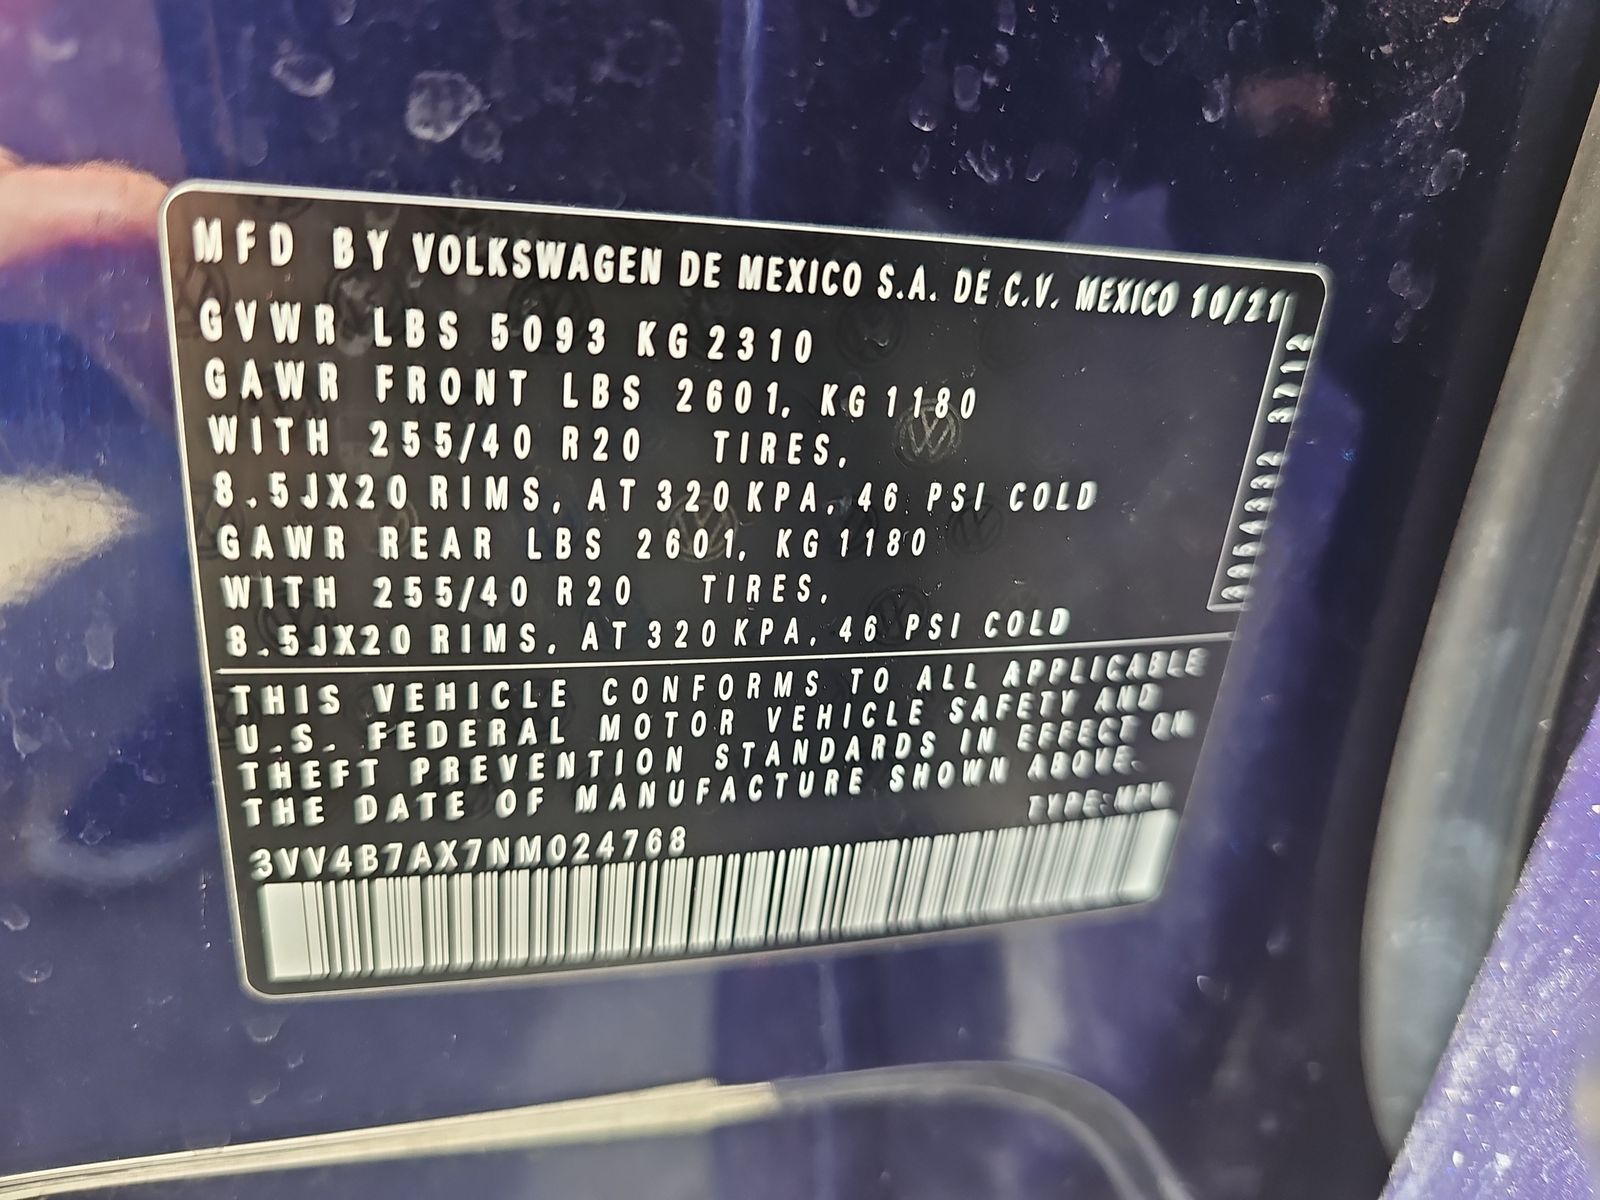 MFD BY VOLKSWAGEN DE MEXICO S.A. DE C.V. MEXICO 10/21
GVWR LBS 5093 KG 2310
GAWR FRONT LBS 2601, KG 1180
WITH 255/40 R20 TIRES,
8.5JX20 RIMS, AT 320 KPA, 46 PSI COLD
GAWR REAR LBS 2601, KG 1180
WITH 255/40 R20 TIRES,
8.5JX20 RIMS, AT 320 KPA, 46 PSI COLD
THIS VEHICLE CONFORMS TO ALL APPLICABLE
U.S. FEDERAL MOTOR VEHICLE SAFETY AND
THEFT PREVENTION STANDARDS IN EFFECT ON
THE DATE OF MANUFACTURE SHOWN ABOVE.
TYPE: MPV
3VV4B7AX7NM024768